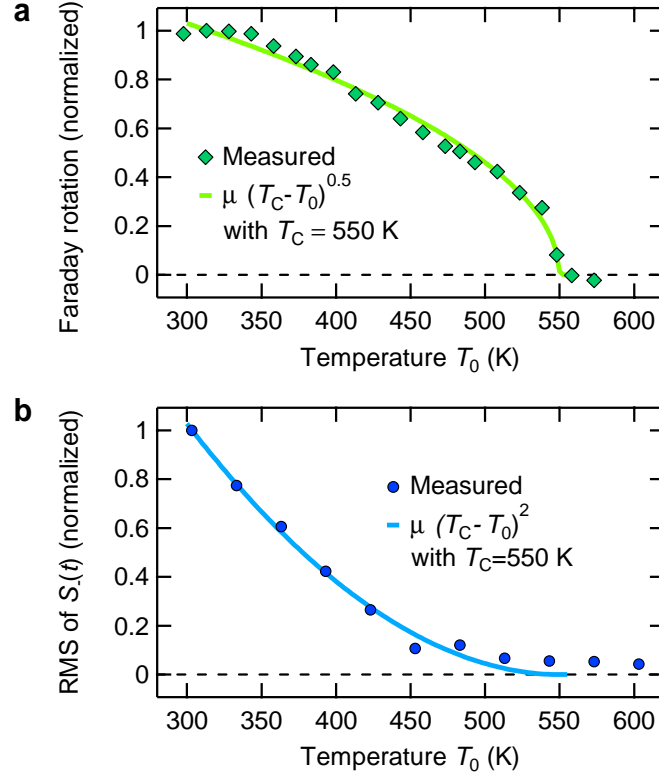 a
Faraday rotation (normalized)
1
0.8
0.6
0.4
0.2
0
Measured
μ (TC-T0)^0.5
with TC = 550 K
300 350 400 450 500 550 600
Temperature T0 (K)
b
RMS of S-(t) (normalized)
1
0.8
0.6
0.4
0.2
0
Measured
μ (TC- T0)^2
with TC=550 K
300 350 400 450 500 550 600
Temperature T0 (K)